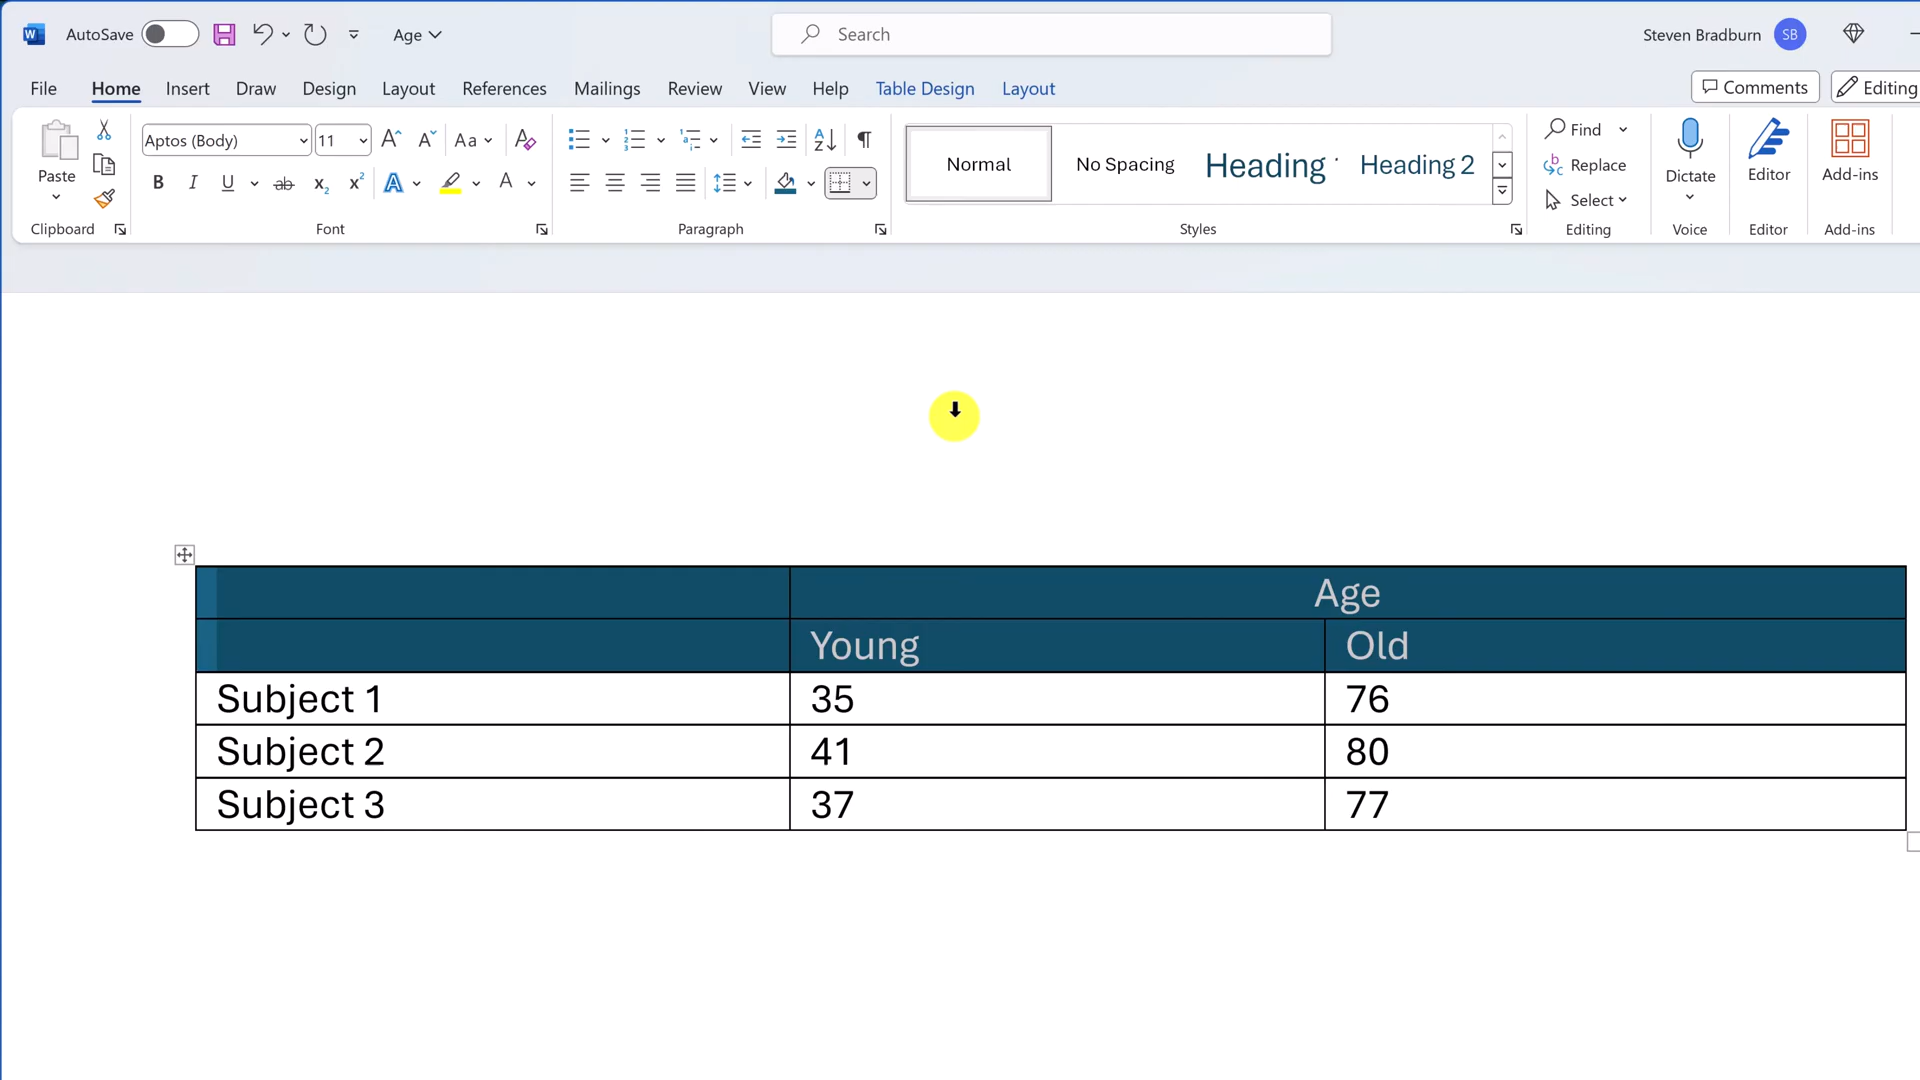 AutoSave
Age
Search
Steven Bradburn SB
File Home Insert Draw Design Layout References Mailings Review View Help Table Design Layout
Comments Editing
Paste
Aptos (Body) 11
Normal No Spacing Heading Heading 2
Find
Replace
Select
Dictate
Editor
Add-ins
Clipboard Font Paragraph Styles Editing Voice Editor Add-ins
Age
Young Old
Subject 1 35 76
Subject 2 41 80
Subject 3 37 77